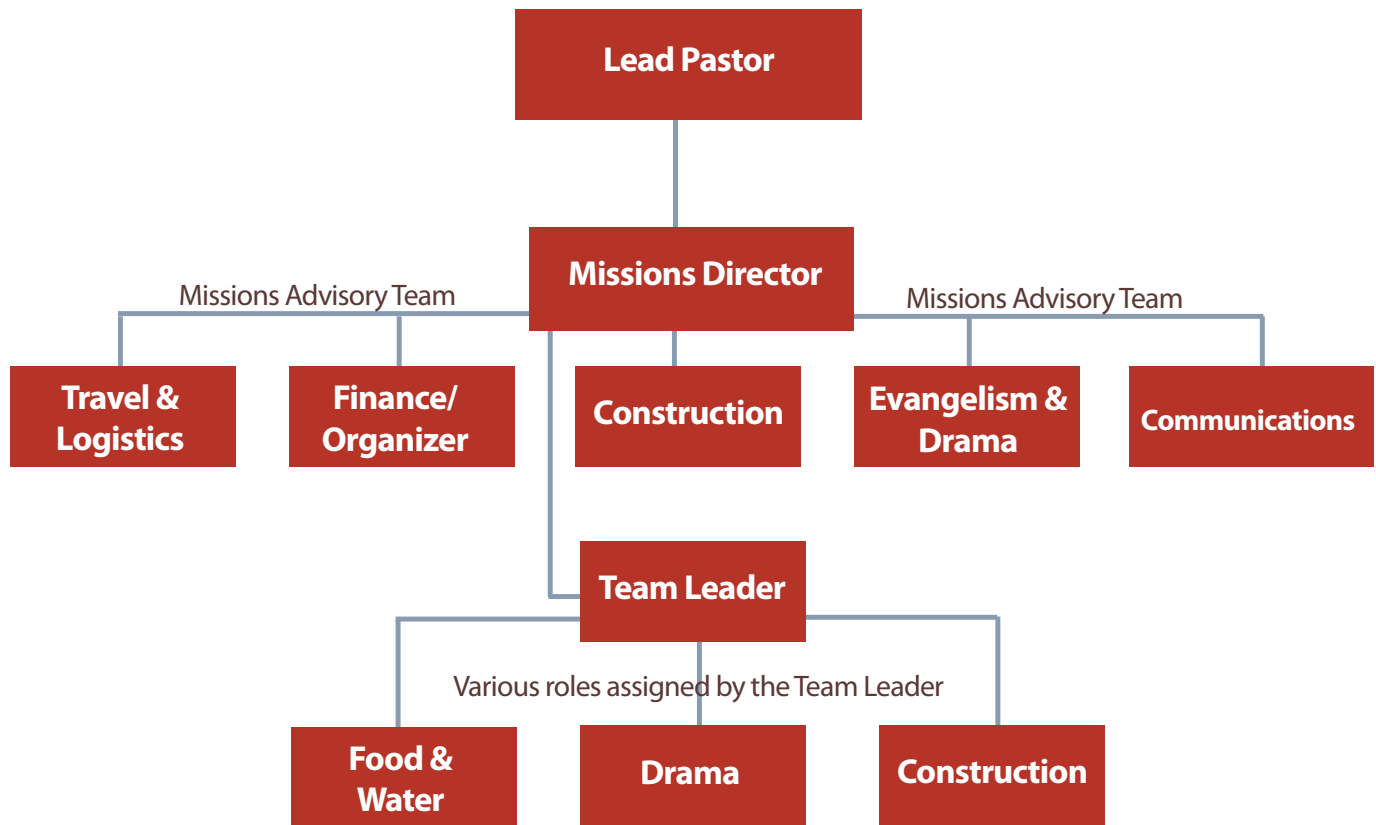 Lead Pastor
Missions Director
Missions Advisory Team
Missions Advisory Team
Travel &
Logistics
Finance/
Organizer
Construction
Evangelism &
Drama
Communications
Team Leader
Various roles assigned by the Team Leader
Food &
Water
Drama
Construction